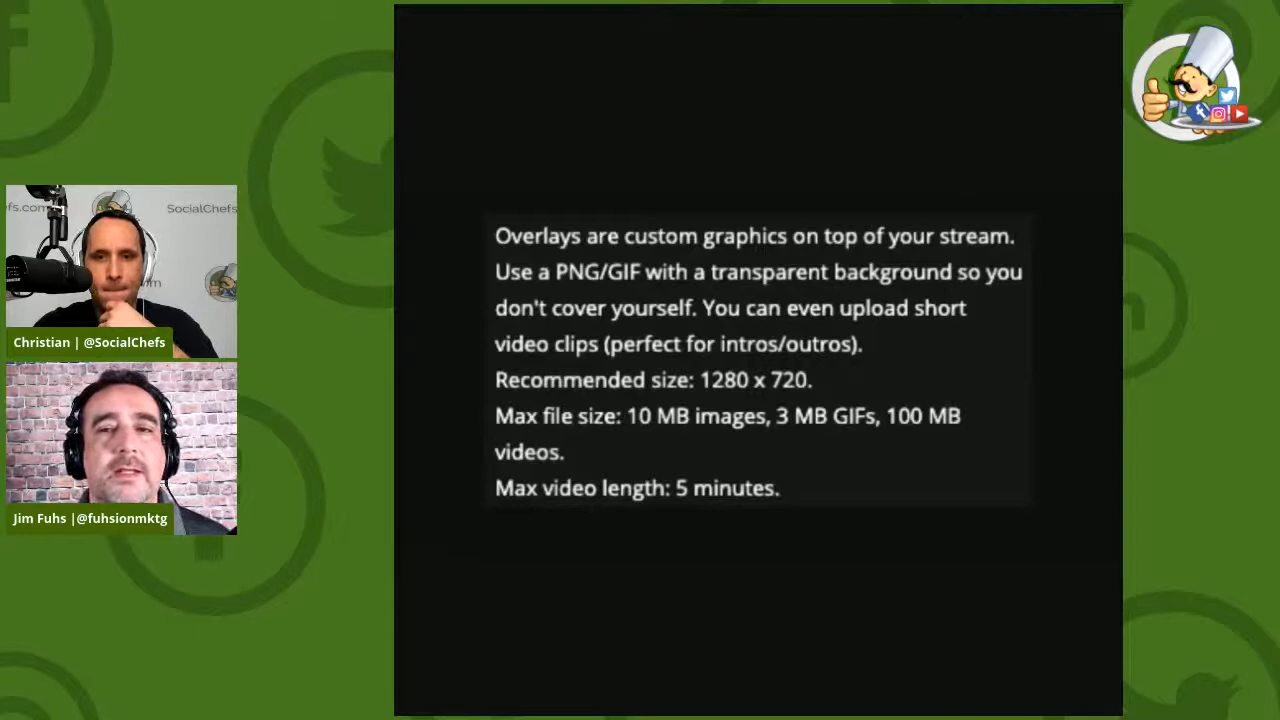 efs.com
SocialChefs
Christian | @SocialChefs
Jim Fuhs |@fuhsionmktg
Overlays are custom graphics on top of your stream.
Use a PNG/GIF with a transparent background so you
don't cover yourself. You can even upload short
video clips (perfect for intros/outros).
Recommended size: 1280 x 720.
Max file size: 10 MB images, 3 MB GIFs, 100 MB
videos.
Max video length: 5 minutes.